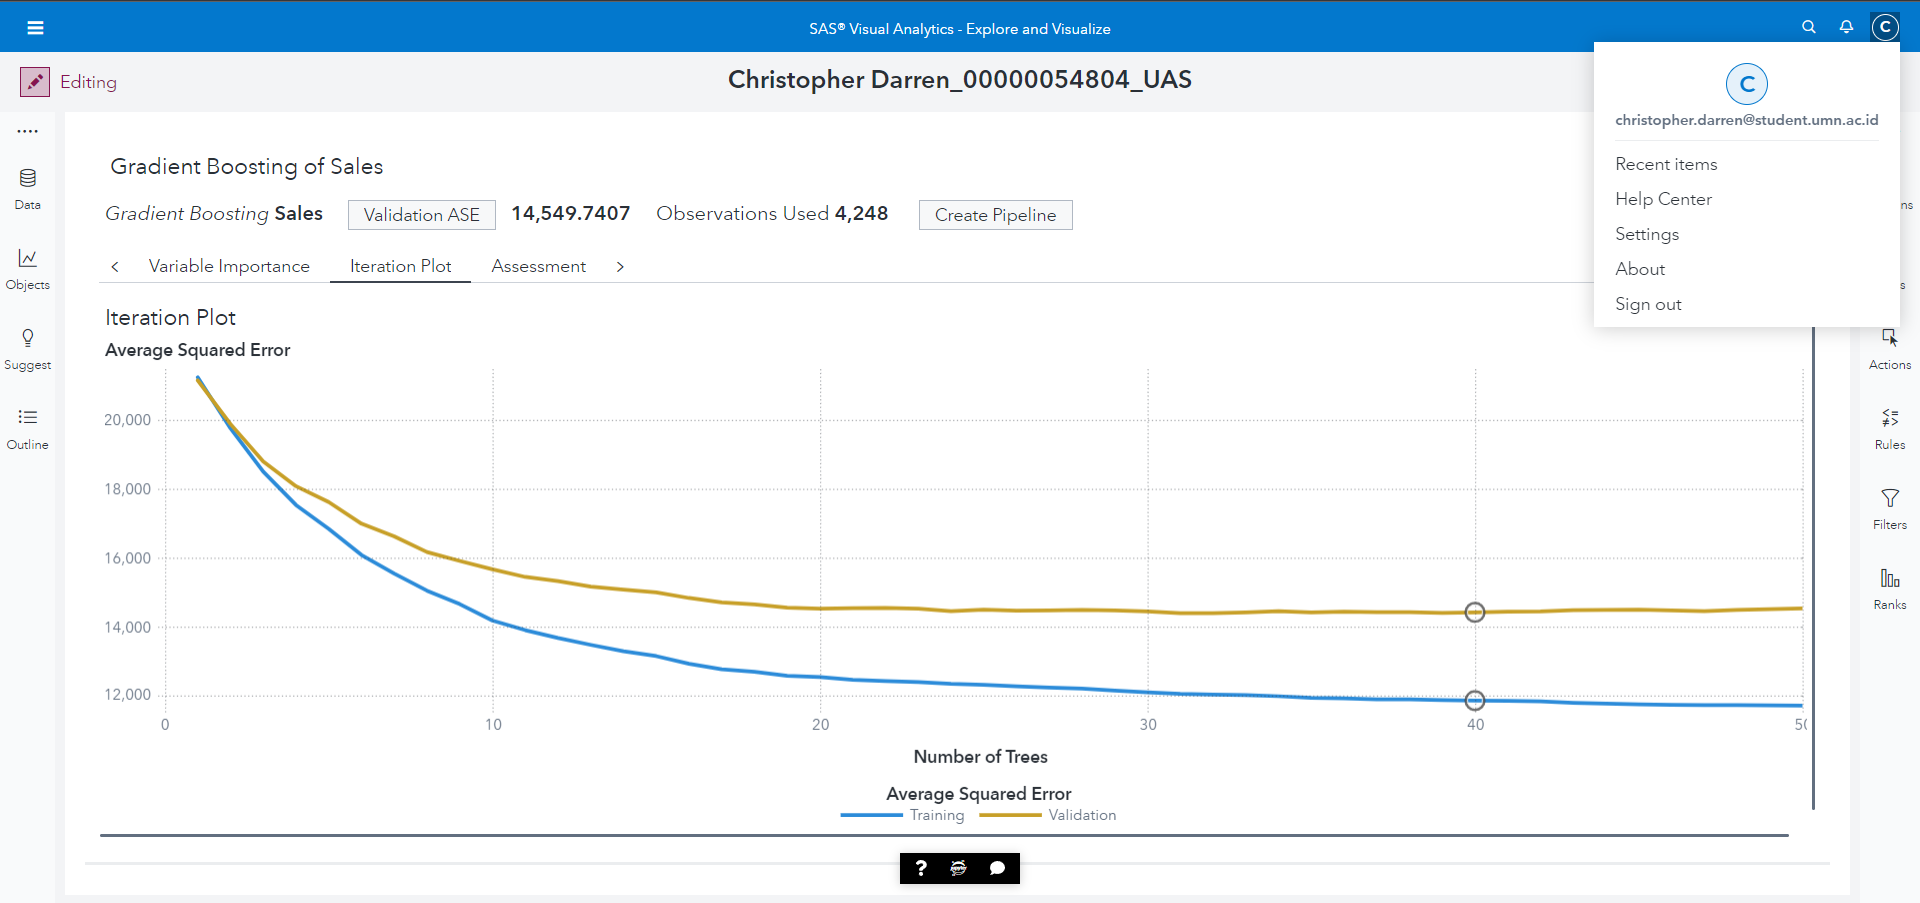 SAS® Visual Analytics - Explore and Visualize
C
Editing
Christopher Darren_00000054804_UAS
C
christopher.darren@student.umn.ac.id
Recent items
Help Center
Settings
About
Sign out
Data
Objects
Suggest
Outline
Gradient Boosting of Sales
Gradient Boosting Sales Validation ASE 14,549.7407 Observations Used 4,248 Create Pipeline
Variable Importance Iteration Plot Assessment
Iteration Plot
Average Squared Error
20,000
18,000
16,000
14,000
12,000
0 10 20 30 40
Number of Trees
Average Squared Error
Training Validation
Actions
Rules
Filters
Ranks
?